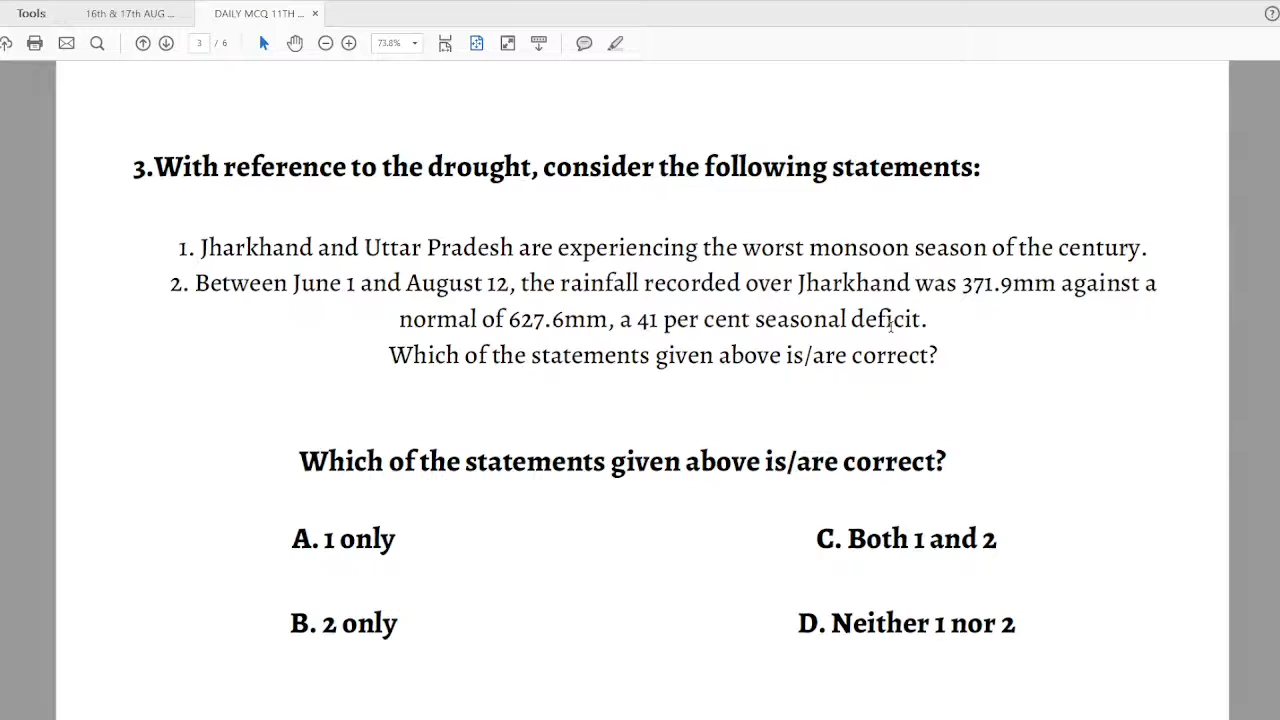 Tools
16th & 17th AUG ...
DAILY MCQ 11TH ...
3 / 6
73.8%
3.With reference to the drought, consider the following statements:
1. Jharkhand and Uttar Pradesh are experiencing the worst monsoon season of the century.
2. Between June 1 and August 12, the rainfall recorded over Jharkhand was 371.9mm against a
normal of 627.6mm, a 41 per cent seasonal deficit.
Which of the statements given above is/are correct?
Which of the statements given above is/are correct?
A. 1 only
C. Both 1 and 2
B. 2 only
D. Neither 1 nor 2